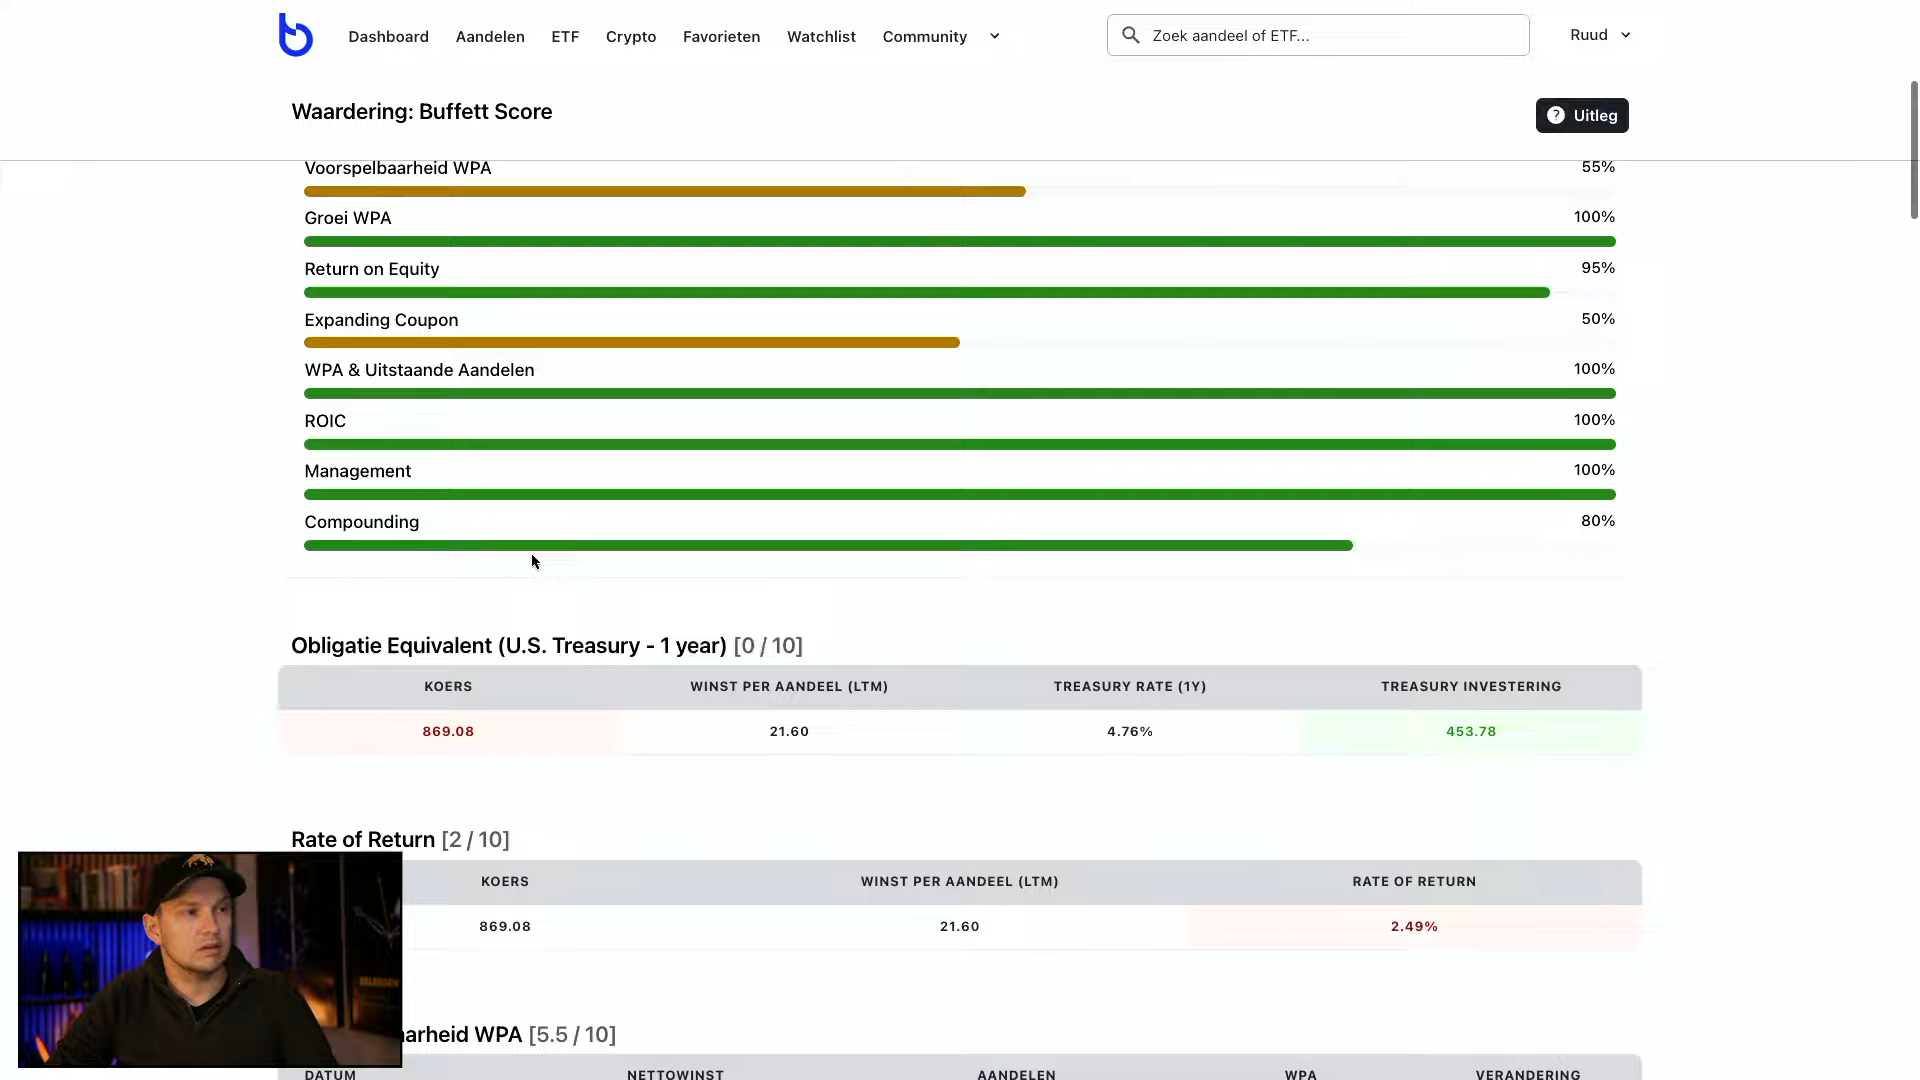 Dashboard Aandelen ETF Crypto Favorieten Watchlist Community Zoek aandeel of ETF... Ruud
Waardering: Buffett Score
? Uitleg
Voorspelbaarheid WPA 55%
Groei WPA 100%
Return on Equity 95%
Expanding Coupon 50%
WPA & Uitstaande Aandelen 100%
ROIC 100%
Management 100%
Compounding 80%
Obligatie Equivalent (U.S. Treasury - 1 year) [0 / 10]
KOERS WINST PER AANDEEL (LTM) TREASURY RATE (1Y) TREASURY INVESTERING
869.08 21.60 4.76% 453.78
Rate of Return [2 / 10]
KOERS WINST PER AANDEEL (LTM) RATE OF RETURN
869.08 21.60 2.49%
aarheid WPA [5.5 / 10]
DATUM NETTOWINST AANDELEN WPA VERANDERING